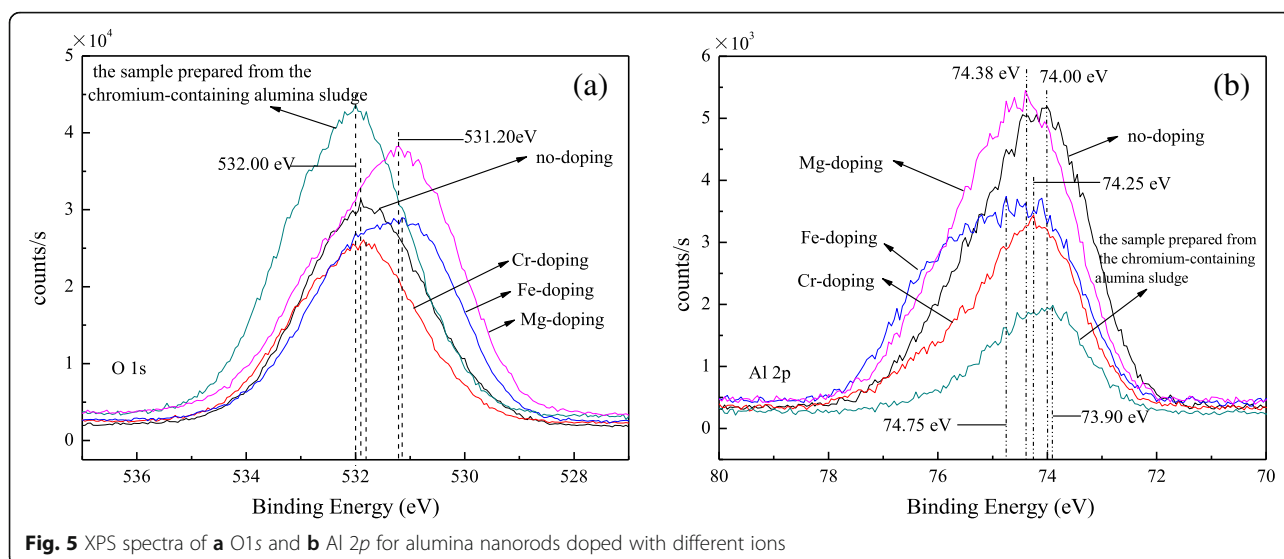 ×10⁴
5
4
3
2
1
0
counts/s
the sample prepared from the
chromium-containing alumina sludge
(a)
531.20eV
532.00 eV
no-doping
Cr-doping
Fe-doping
Mg-doping
O 1s
536
534
532
530
528
Binding Energy (eV)
×10³
6
5
4
3
2
1
0
counts/s
74.38 eV
74.00 eV
(b)
no-doping
Mg-doping
74.25 eV
Fe-doping
Cr-doping
the sample prepared from
the chromium-containing
alumina sludge
Al 2p
74.75 eV
73.90 eV
80
78
76
74
72
70
Binding Energy (eV)
Fig. 5 XPS spectra of a O1s and b Al 2p for alumina nanorods doped with different ions